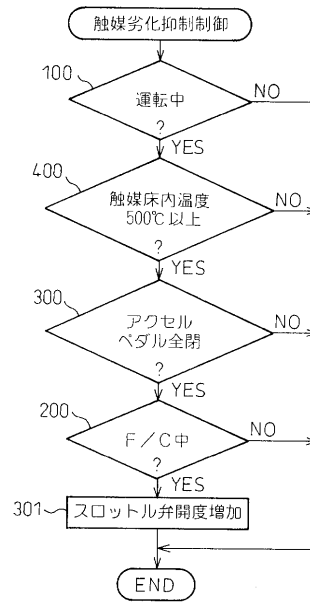 触媒劣化抑制制御
100
運転中
?
NO
YES
400
触媒床内温度
500℃以上
?
NO
YES
300
アクセル
ペダル全閉
?
NO
YES
200
F/C中
?
NO
YES
301
スロットル弁開度増加
END